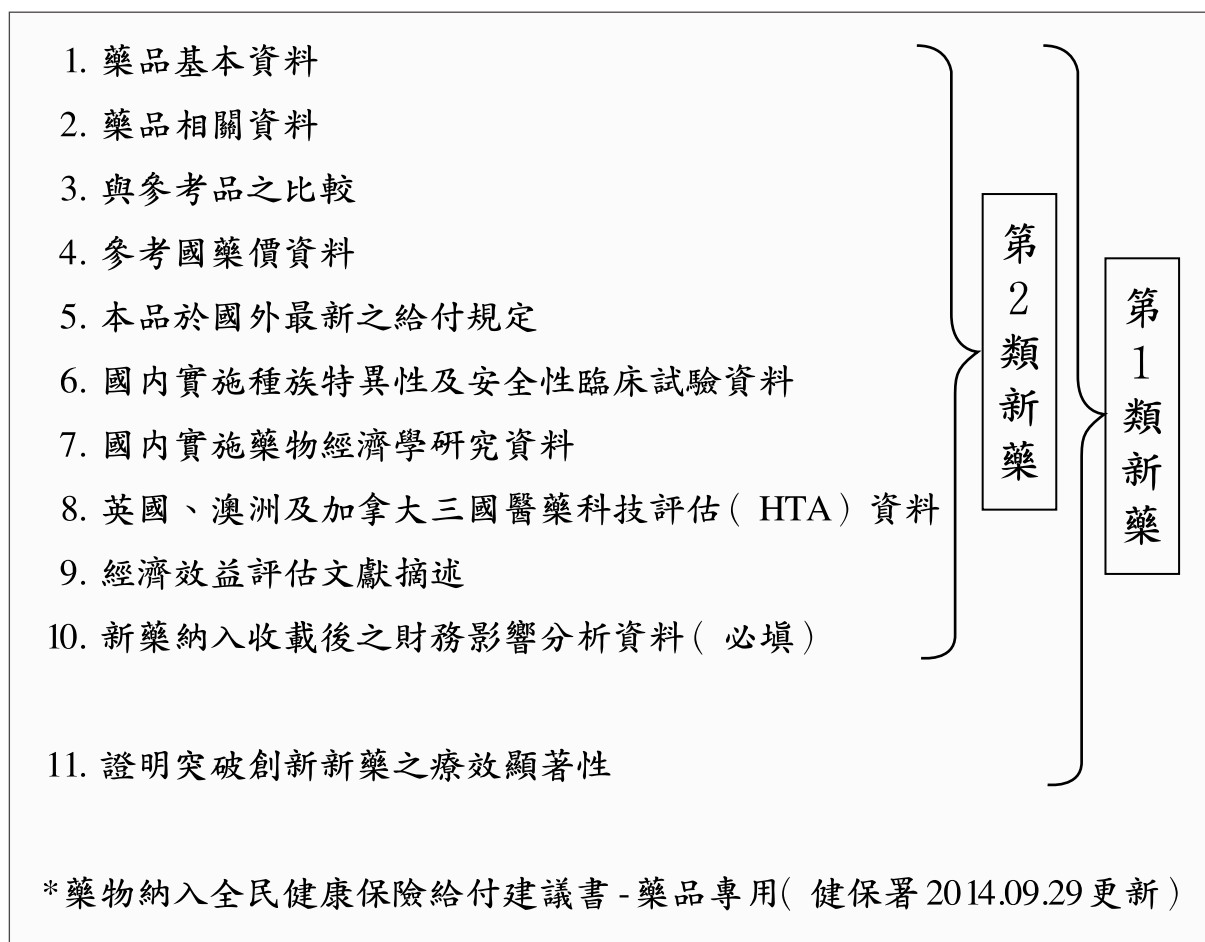 1. 藥品基本資料
2. 藥品相關資料
3. 與參考品之比較
4. 參考國藥價資料
5. 本品於國外最新之給付規定
6. 國內實施種族特異性及安全性臨床試驗資料
7. 國內實施藥物經濟學研究資料
8. 英國、澳洲及加拿大三國醫藥科技評估( HTA) 資料
9. 經濟效益評估文獻摘述
10. 新藥納入收載後之財務影響分析資料( 必填)
11. 證明突破創新新藥之療效顯著性
第2類新藥
第1類新藥
*藥物納入全民健康保險給付建議書-藥品專用( 健保署2014.09.29更新)